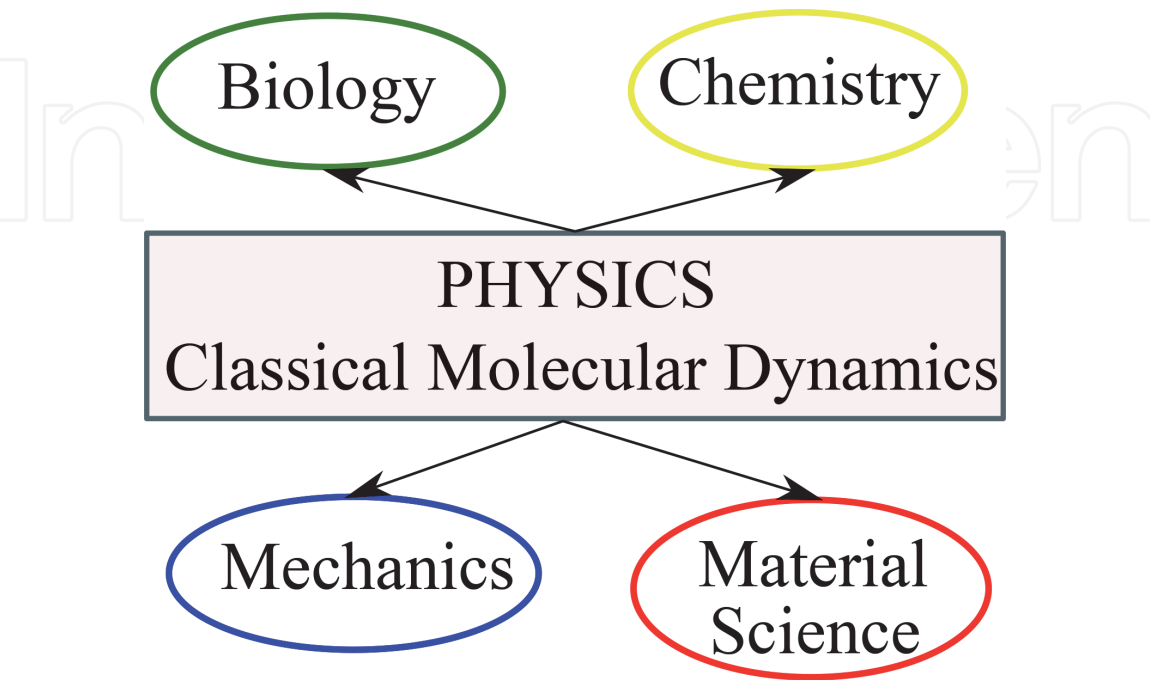 Biology
Chemistry
PHYSICS
Classical Molecular Dynamics
Mechanics
Material
Science